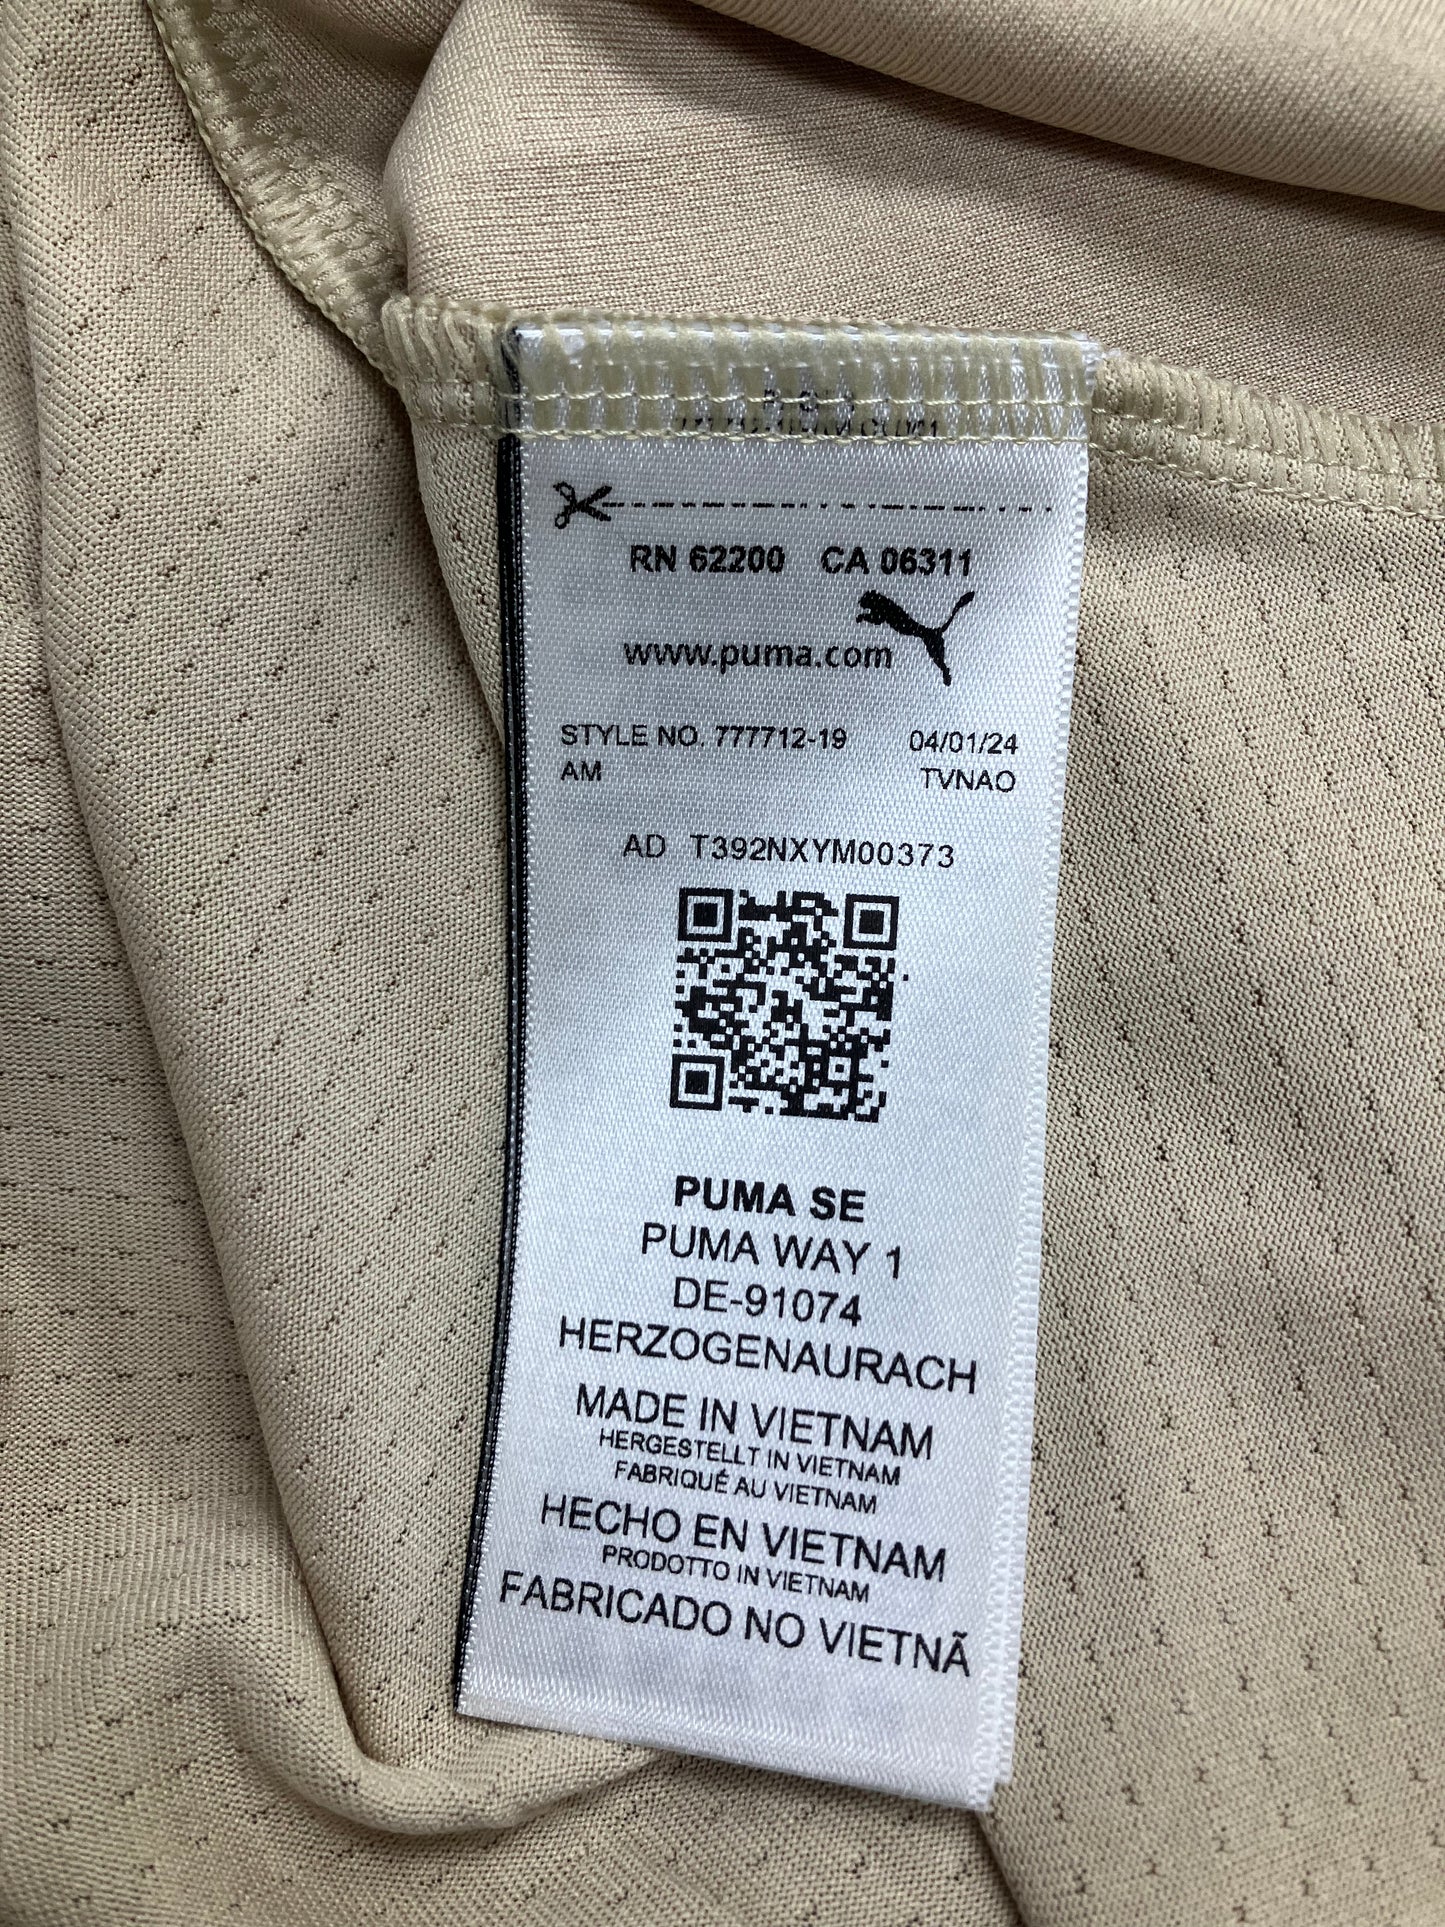 RN 62200 CA 06311
www.puma.com
STYLE NO. 777712-19 04/01/24
AM TVNAO
AD T392NXYM00373
PUMA SE
PUMA WAY 1
DE-91074
HERZOGENAURACH
MADE IN VIETNAM
HERGESTELLT IN VIETNAM
FABRIQUÉ AU VIETNAM
HECHO EN VIETNAM
PRODOTTO IN VIETNAM
FABRICADO NO VIETNÃ